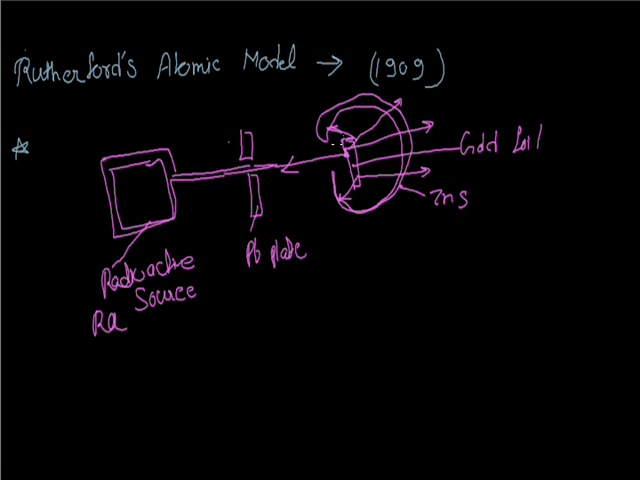 Rutherford's Atomic Model → (1909)
Gold foil
ZnS
Pb plate
Radioactive
Source
Ra